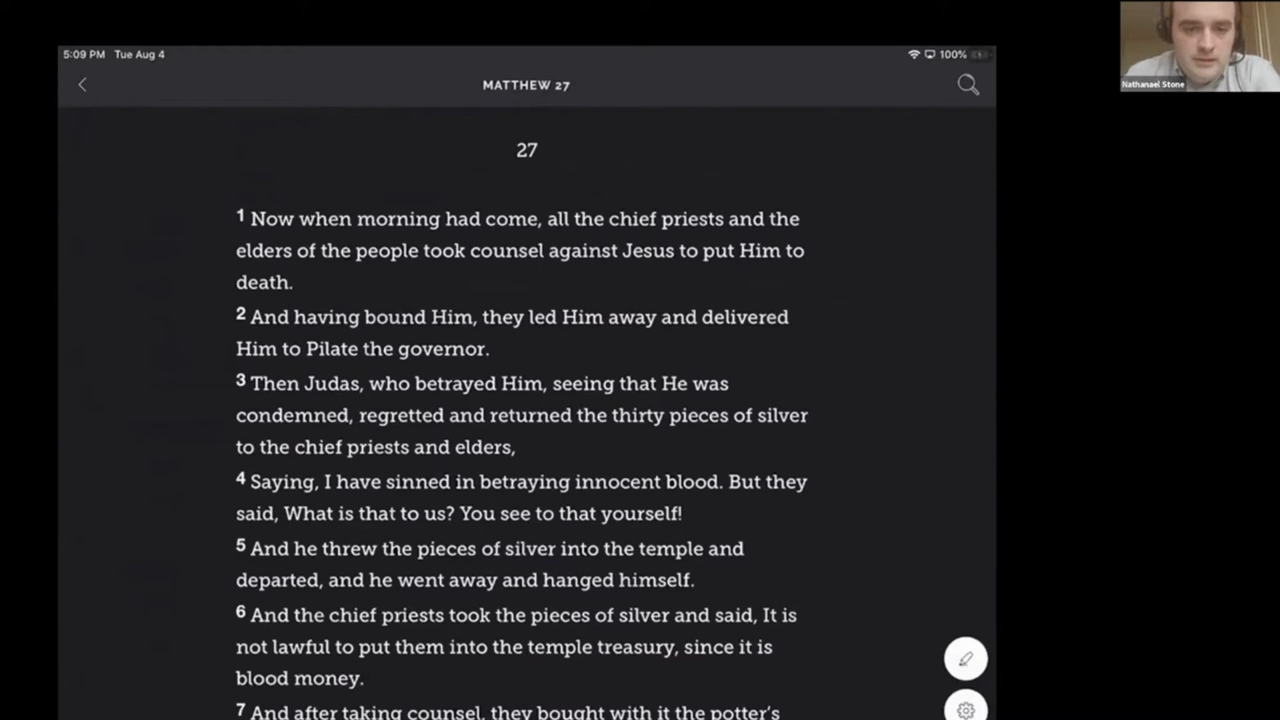 5:09 PM Tue Aug 4
100%
MATTHEW 27
Nathanael Stone
27
1 Now when morning had come, all the chief priests and the
elders of the people took counsel against Jesus to put Him to
death.
2 And having bound Him, they led Him away and delivered
Him to Pilate the governor.
3 Then Judas, who betrayed Him, seeing that He was
condemned, regretted and returned the thirty pieces of silver
to the chief priests and elders,
4 Saying, I have sinned in betraying innocent blood. But they
said, What is that to us? You see to that yourself!
5 And he threw the pieces of silver into the temple and
departed, and he went away and hanged himself.
6 And the chief priests took the pieces of silver and said, It is
not lawful to put them into the temple treasury, since it is
blood money.
7 And after taking counsel, they bought with it the potter's